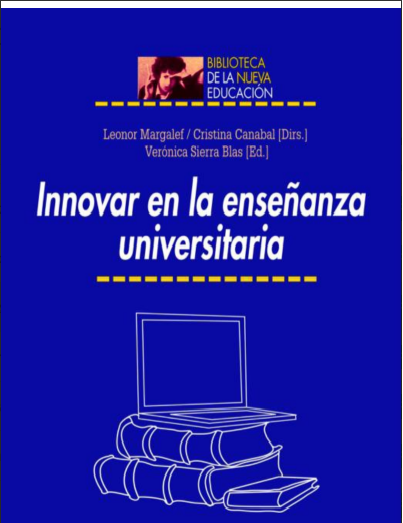 BIBLIOTECA
DE LA NUEVA
EDUCACIÓN
Leonor Margalef / Cristina Canabal [Dirs.]
Verónica Sierra Blas [Ed.]
Innovar en la enseñanza
universitaria